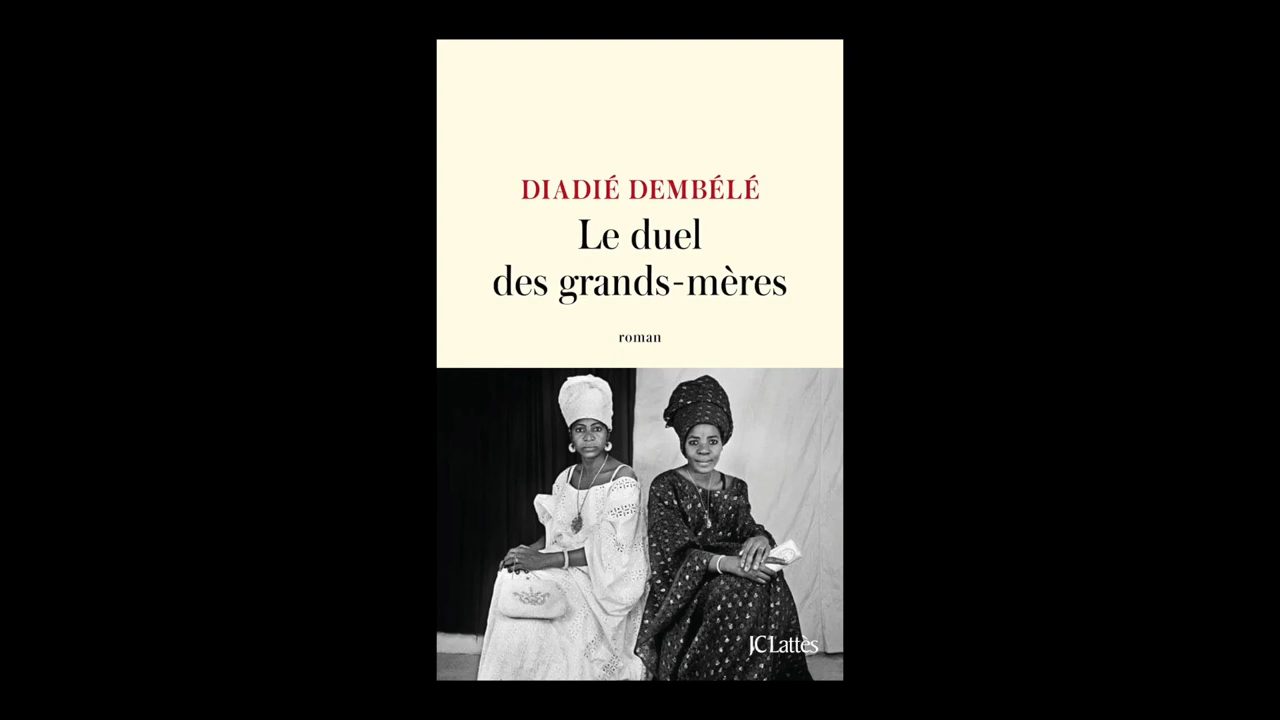 DIADIÉ DEMBÉLÉ
Le duel
des grands-mères
roman
JC Lattès